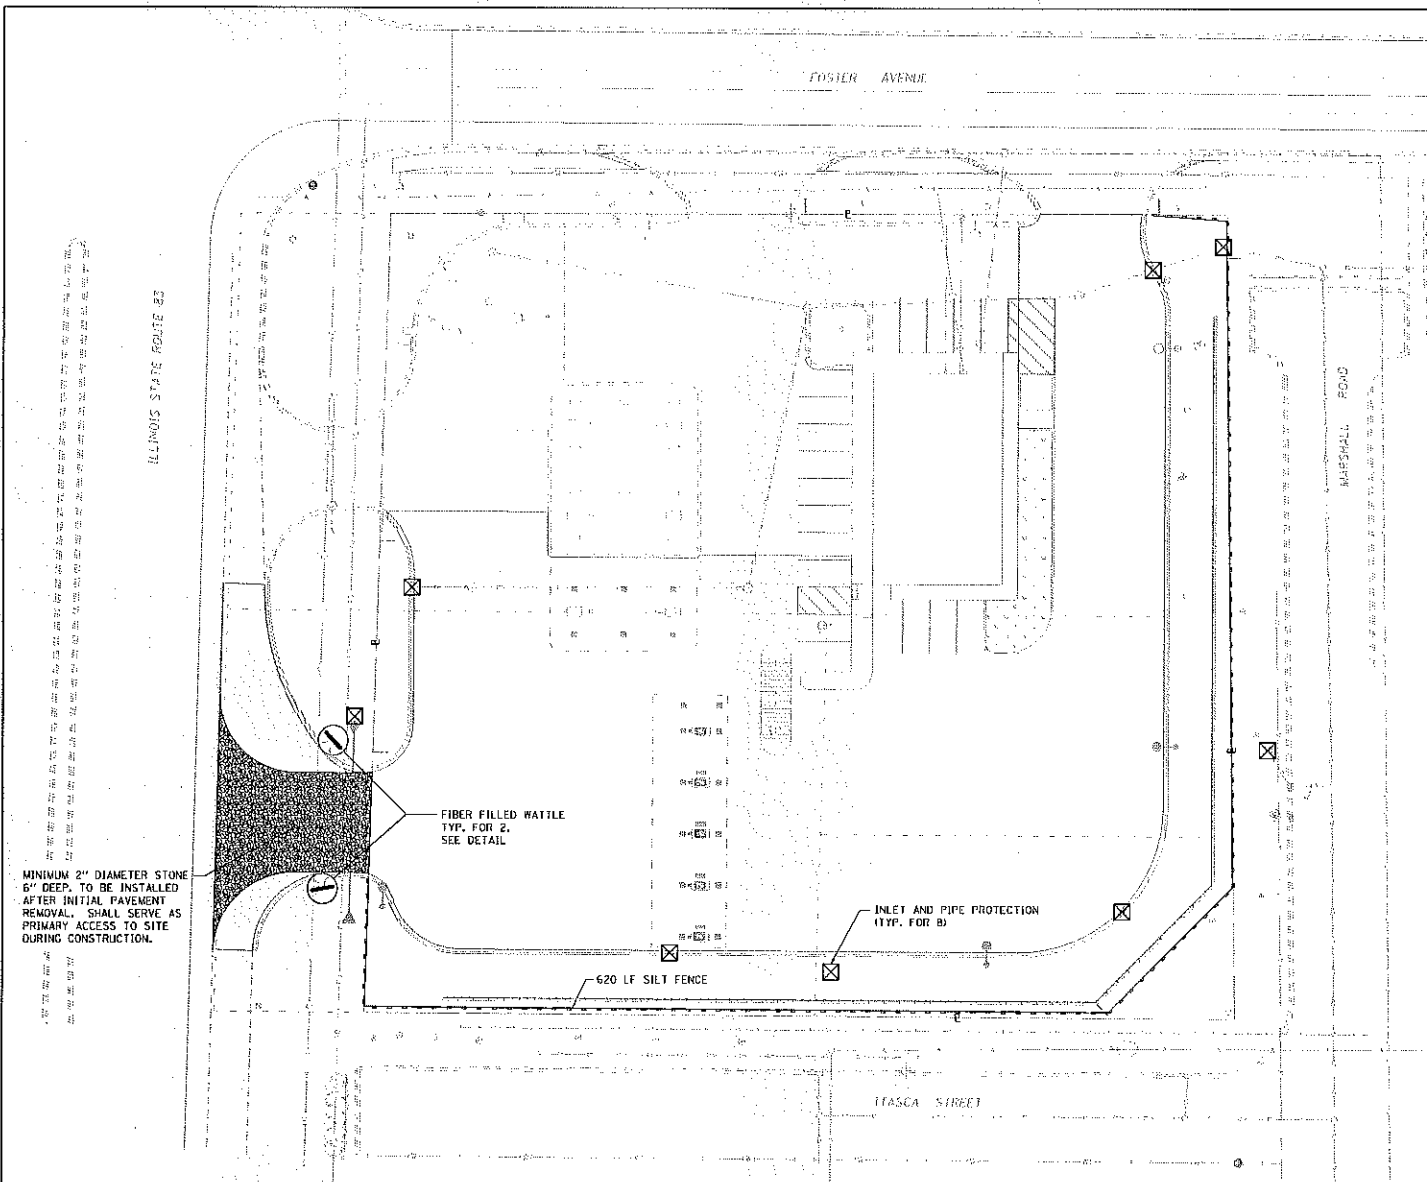 FOSTER AVENUE
ILLINOIS STATE ROUTE 83
MARSHALL ROAD
FIBER FILLED WATTLE
TYP. FOR 2.
SEE DETAIL
MINIMUM 2" DIAMETER STONE
6" DEEP. TO BE INSTALLED
AFTER INITIAL PAVEMENT
REMOVAL. SHALL SERVE AS
PRIMARY ACCESS TO SITE
DURING CONSTRUCTION.
INLET AND PIPE PROTECTION
(TYP. FOR 8)
620 LF SILT FENCE
ITASCA STREET